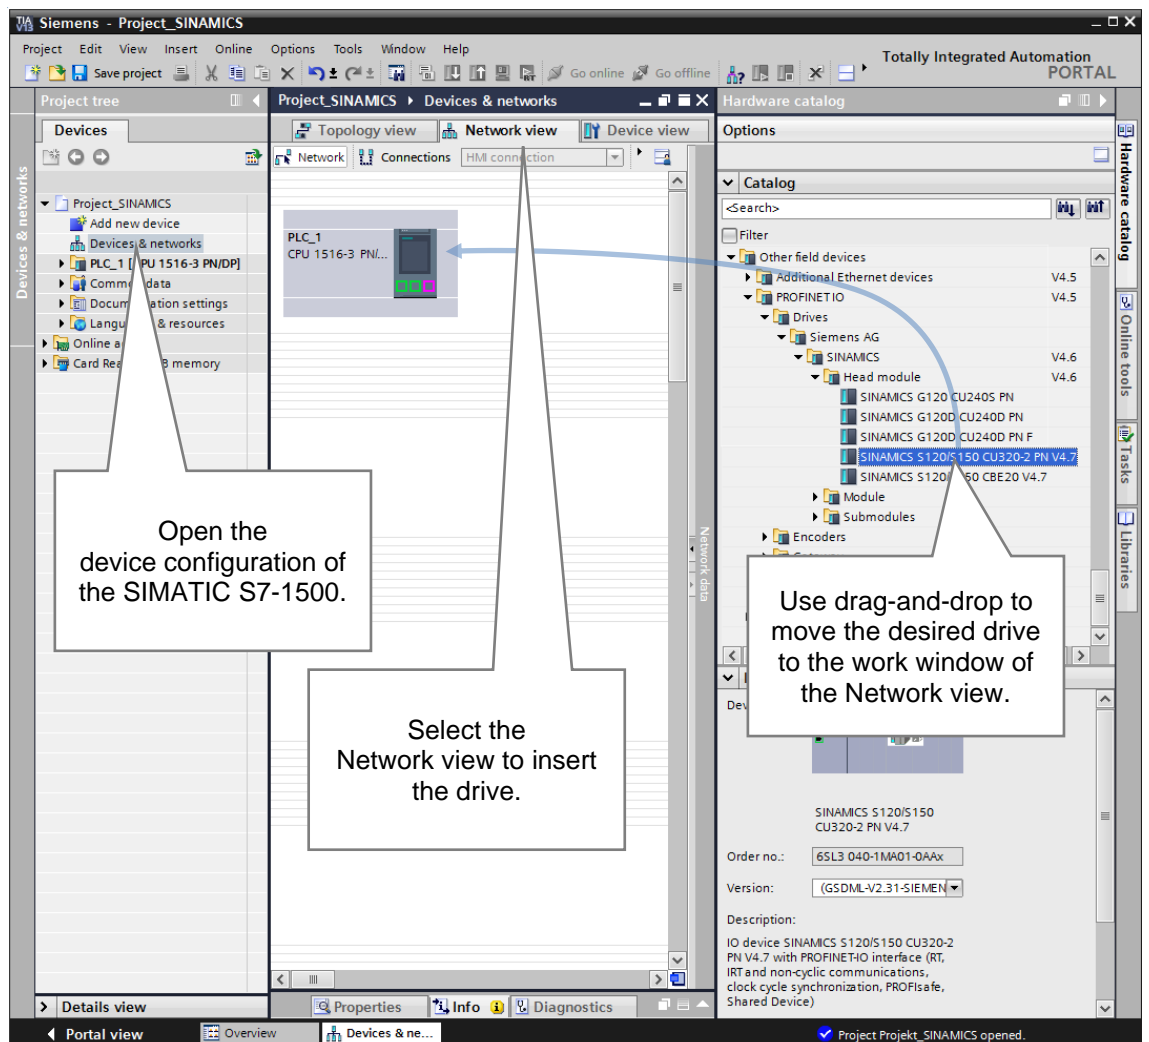 TIA V13 Siemens - Project_SINAMICS
Project Edit View Insert Online Options Tools Window Help
Totally Integrated Automation
PORTAL
Save project Go online Go offline
Project tree
Devices
Devices & networks
Project_SINAMICS
Add new device
Devices & networks
PLC_1 [ PU 1516-3 PN/DP]
Comm data
Docum ation settings
Langu & resources
Online a
Card Rea B memory
Open the
device configuration of
the SIMATIC S7-1500.
Details view
Project_SINAMICS Devices & networks
Topology view Network view Device view
Network Connections HMI connection
PLC_1
CPU 1516-3 PN/...
Network data
Select the
Network view to insert
the drive.
Properties Info Diagnostics
Hardware catalog
Options
Catalog
<Search>
Filter
Other field devices
Additional Ethernet devices V4.5
PROFINET IO V4.5
Drives
Siemens AG
SINAMICS V4.6
Head module V4.6
SINAMICS G120 CU240S PN
SINAMICS G120D CU240D PN
SINAMICS G120D CU240D PN F
SINAMICS S120/S150 CU320-2 PN V4.7
SINAMICS S120/ 50 CBE20 V4.7
Module
Submodules
Encoders
Use drag-and-drop to
move the desired drive
to the work window of
the Network view.
Dev
SINAMICS S120/S150
CU320-2 PN V4.7
Order no.: 6SL3 040-1MA01-0AAx
Version: (GSDML-V2.31-SIEMEN
Description:
IO device SINAMICS S120/S150 CU320-2
PN V4.7 with PROFINET-IO interface (RT,
IRT and non-cyclic communications,
clock cycle synchronization, PROFIsafe,
Shared Device)
Hardware catalog
Online tools
Tasks
Libraries
Portal view Overview Devices & ne... Project Projekt_SINAMICS opened.